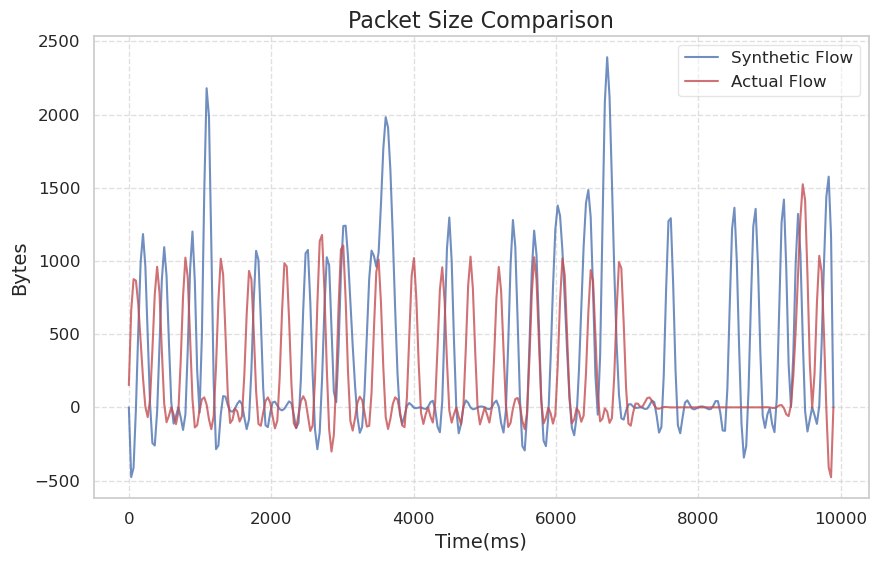 Packet Size Comparison
Synthetic Flow
Actual Flow
2500
2000
1500
1000
500
0
−500
Bytes
0 2000 4000 6000 8000 10000
Time(ms)